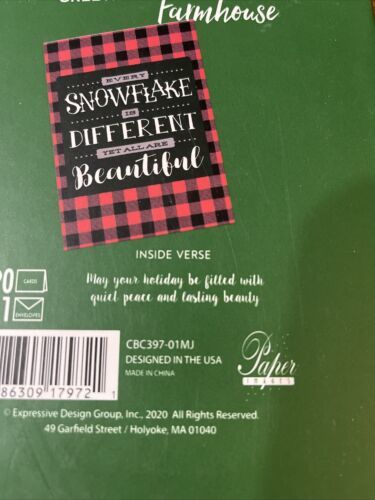 Farmhouse
EVERY
SNOWFLAKE
IS
DIFFERENT
YET ALL ARE
Beautiful
INSIDE VERSE
May your holiday be filled with
quiet peace and lasting beauty
CARDS
ENVELOPES
CBC397-01MJ
DESIGNED IN THE USA
MADE IN CHINA
Paper
IMAGES
86309 17972 1
© Expressive Design Group, Inc., 2020 All Rights Reserved.
49 Garfield Street / Holyoke, MA 01040